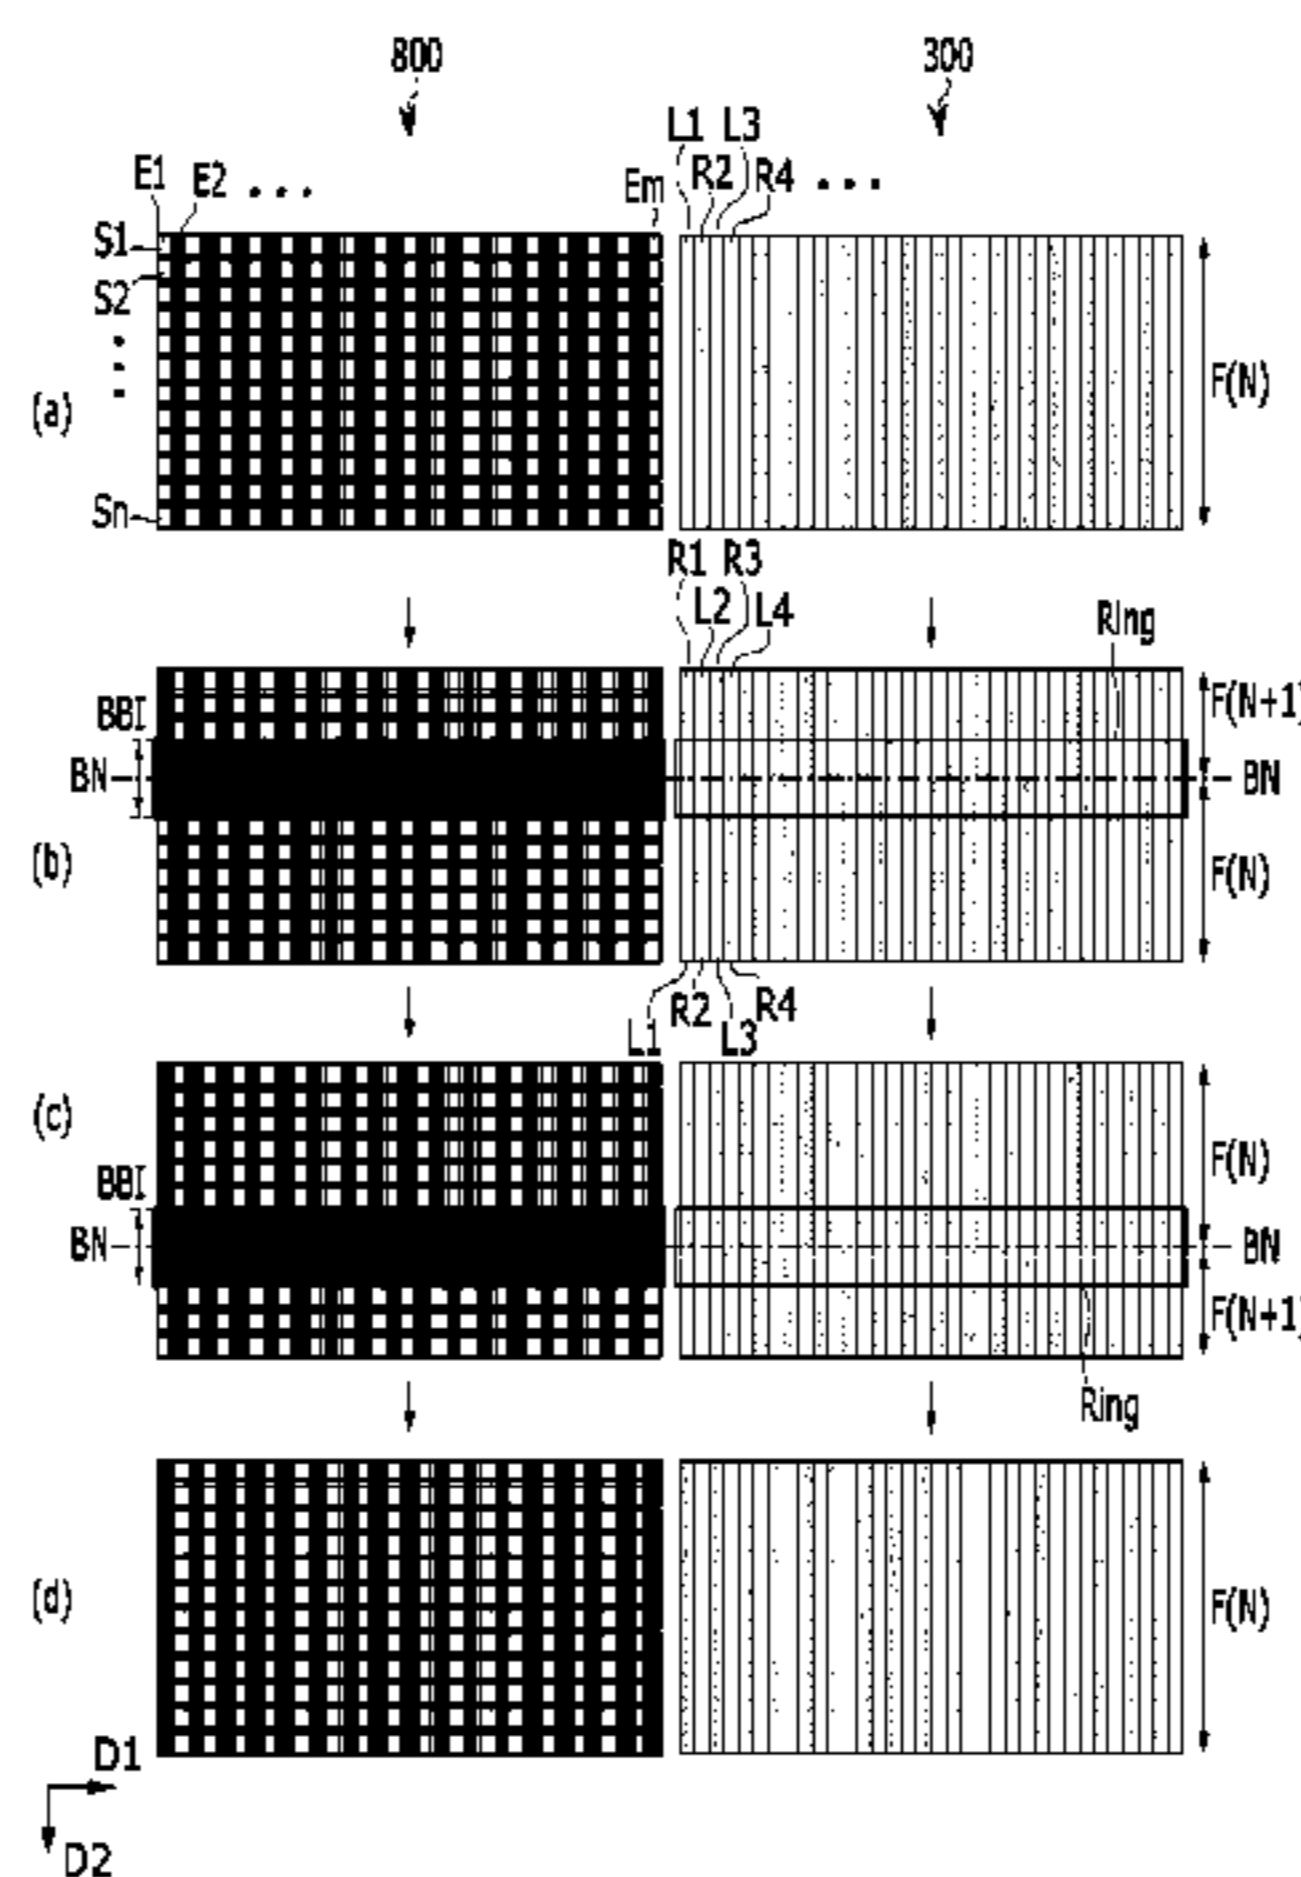 800 300
L1 L3
E1 E2 ... Em R2 R4 ...
S1
S2
F(N)
(a)
Sn
R1 R3
L2 L4 Ring
BBI F(N+1)
BN BN
(b) F(N)
R2 R4
L1 L3
(c)
F(N)
BBI
BN BN
F(N+1)
Ring
(d) F(N)
D1
D2